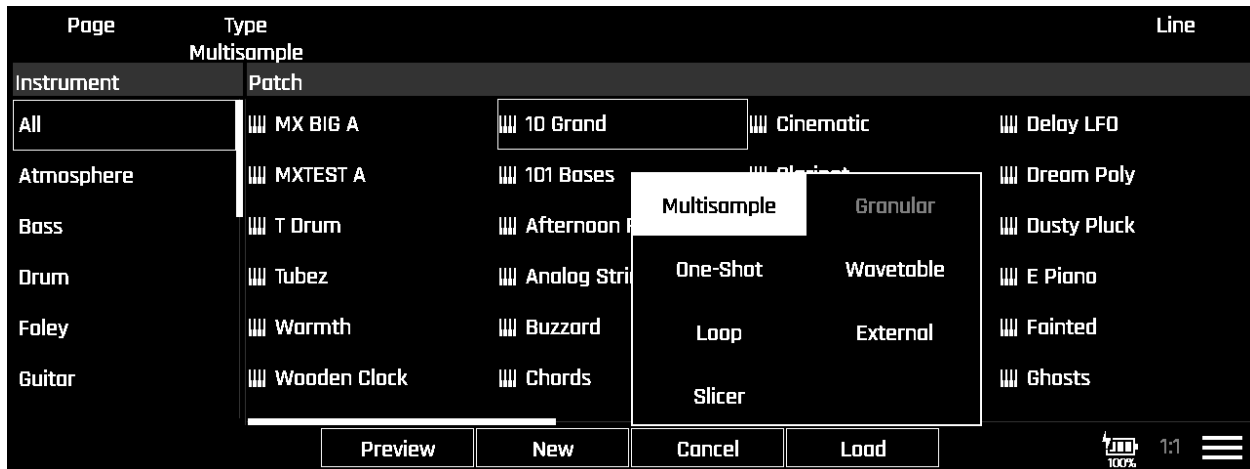 Page Type Line
Multisample
Instrument Patch
All MX BIG A 10 Grand Cinematic Delay LFO
Atmosphere MXTEST A 101 Bases Dream Poly
Multisample Granular
Bass T Drum Afternoon Dusty Pluck
Drum Tubez Analog One-Shot Wavetable E Piano
Foley Warmth Buzzard Loop External Fainted
Guitar Wooden Clock Chords Ghosts
Slicer
Preview New Cancel Load 1:1
100%